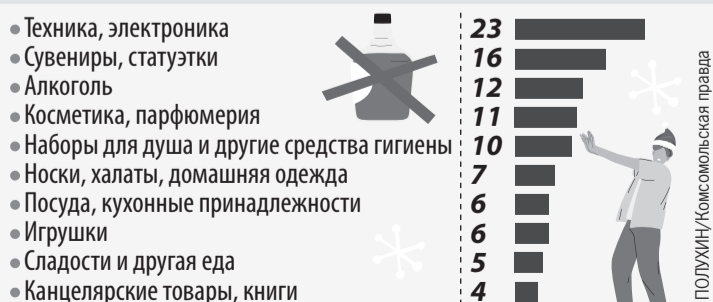 • Техника, электроника 23
• Сувениры, статуэтки 16
• Алкоголь 12
• Косметика, парфюмерия 11
• Наборы для душа и другие средства гигиены 10
• Носки, халаты, домашняя одежда 7
• Посуда, кухонные принадлежности 6
• Игрушки 6
• Сладости и другая еда 5
• Канцелярские товары, книги 4
ПОЛУХИН/Комсомольская правда